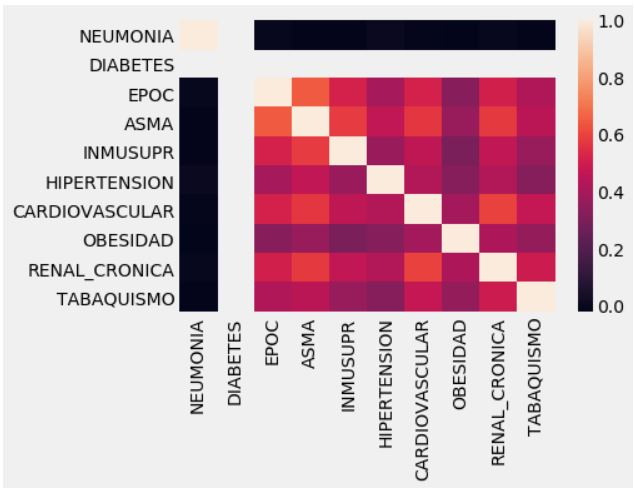 NEUMONIA
DIABETES
EPOC
ASMA
INMUSUPR
HIPERTENSION
CARDIOVASCULAR
OBESIDAD
RENAL_CRONICA
TABAQUISMO
NEUMONIA
DIABETES
EPOC
ASMA
INMUSUPR
HIPERTENSION
CARDIOVASCULAR
OBESIDAD
RENAL_CRONICA
TABAQUISMO
1.0
0.8
0.6
0.4
0.2
0.0